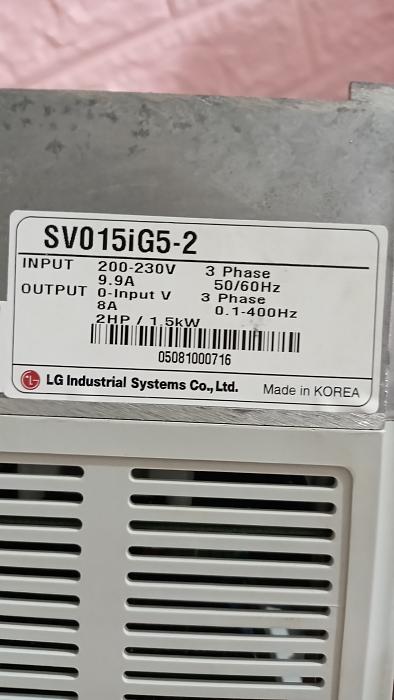 SV015iG5-2
INPUT 200-230V 3 Phase
9.9A 50/60Hz
OUTPUT 0-Input V 3 Phase
8A 0.1-400Hz
2HP / 1.5kW
05081000716
LG LG Industrial Systems Co., Ltd. Made in KOREA